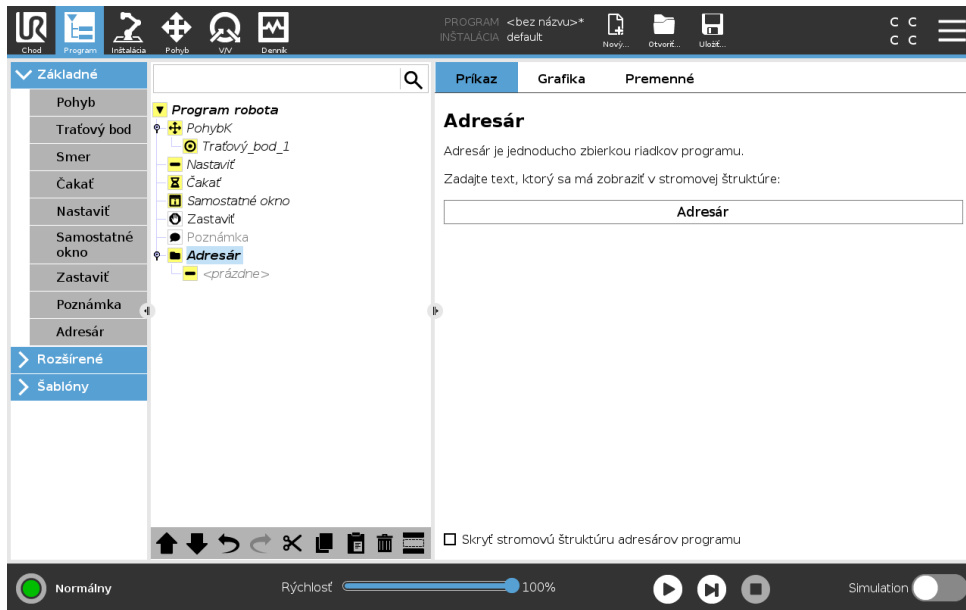 PROGRAM <bez názvu>*
INŠTALÁCIA default
UR
Chod
Program
Inštalácia
Pohyb
V/V
Denník
Nový...
Otvoriť...
Uložiť...
C C
C C
Základné
Pohyb
Traťový bod
Smer
Čakať
Nastaviť
Samostatné
okno
Zastaviť
Poznámka
Adresár
Rozšírené
Šablóny
Program robota
PohybK
Traťový_bod_1
Nastaviť
Čakať
Samostatné okno
Zastaviť
Poznámka
Adresár
<prázdne>
Príkaz Grafika Premenné
Adresár
Adresár je jednoducho zbierkou riadkov programu.
Zadajte text, ktorý sa má zobraziť v stromovej štruktúre:
Adresár
Skryť stromovú štruktúru adresárov programu
Normálny
Rýchlosť 100%
Simulation